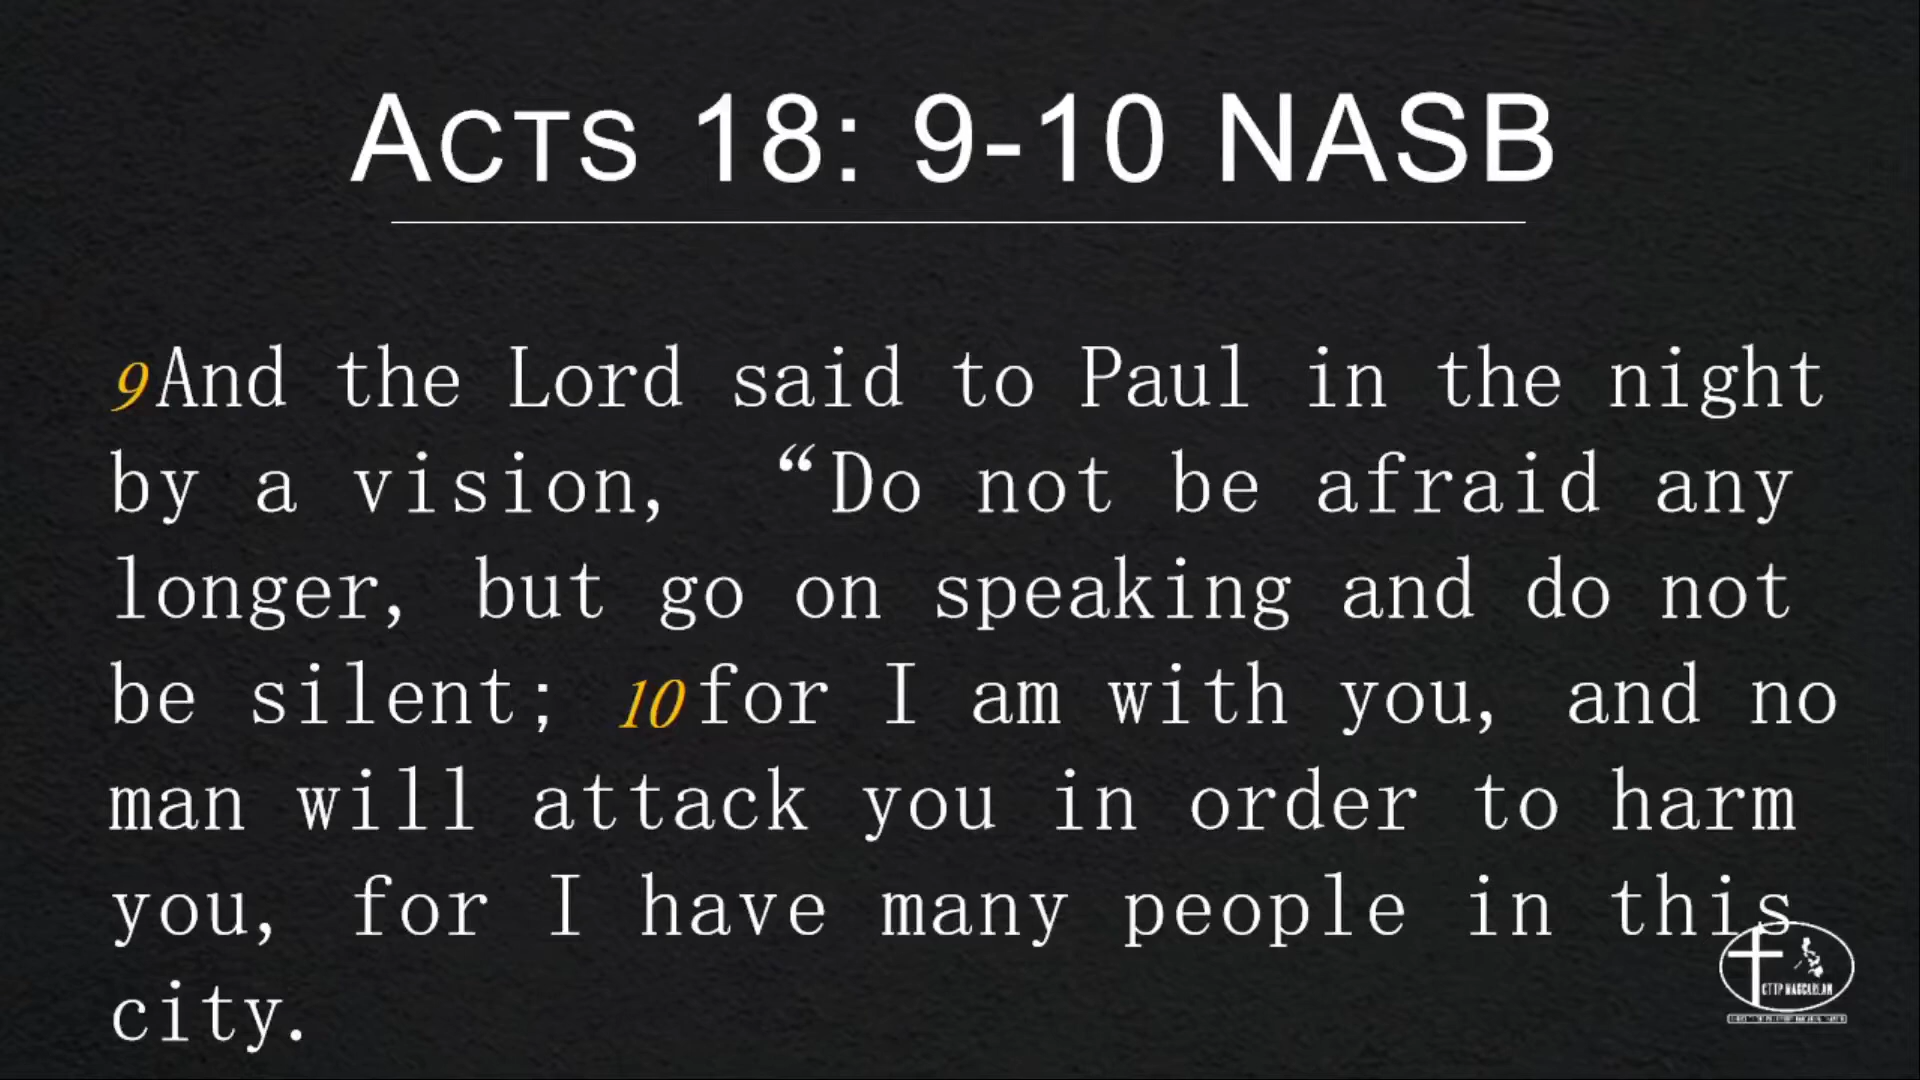 ACTS 18: 9-10 NASB
9And the Lord said to Paul in the night
by a vision, “Do not be afraid any
longer, but go on speaking and do not
be silent; 10for I am with you, and no
man will attack you in order to harm
you, for I have many people in this
city.
CTTP NAGCARLAN